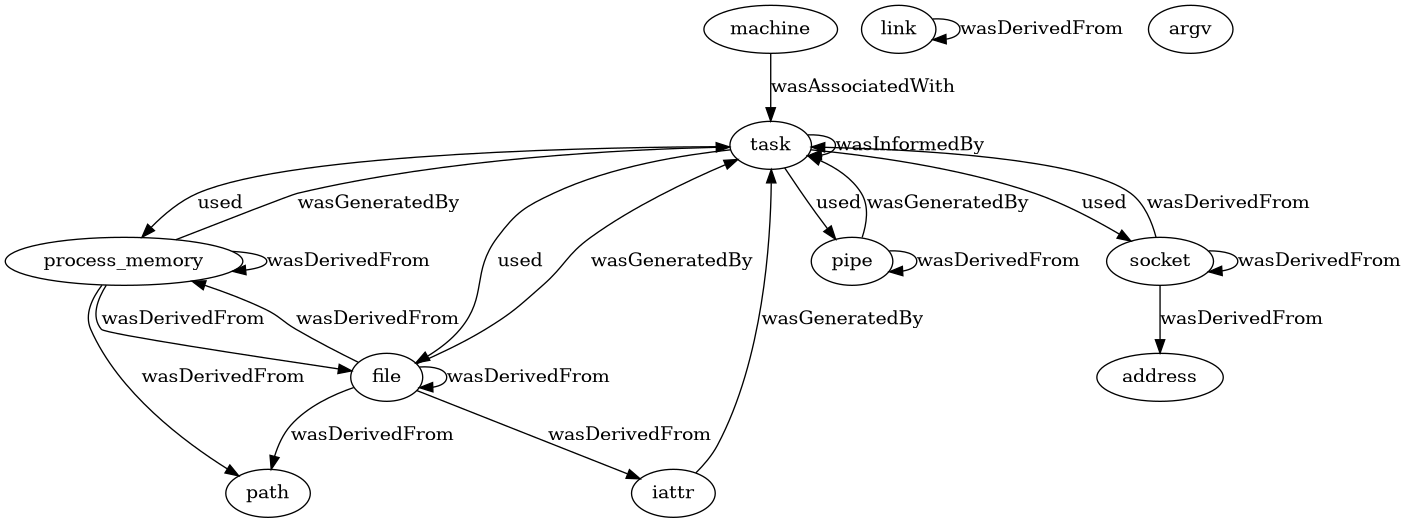 machine
link
wasDerivedFrom
argv
wasAssociatedWith
task
wasInformedBy
used
wasGeneratedBy
used
wasGeneratedBy
used
wasGeneratedBy
used
wasDerivedFrom
process_memory
wasDerivedFrom
pipe
wasDerivedFrom
socket
wasDerivedFrom
wasDerivedFrom
wasDerivedFrom
wasGeneratedBy
wasDerivedFrom
wasDerivedFrom
file
wasDerivedFrom
address
wasDerivedFrom
wasDerivedFrom
path
iattr